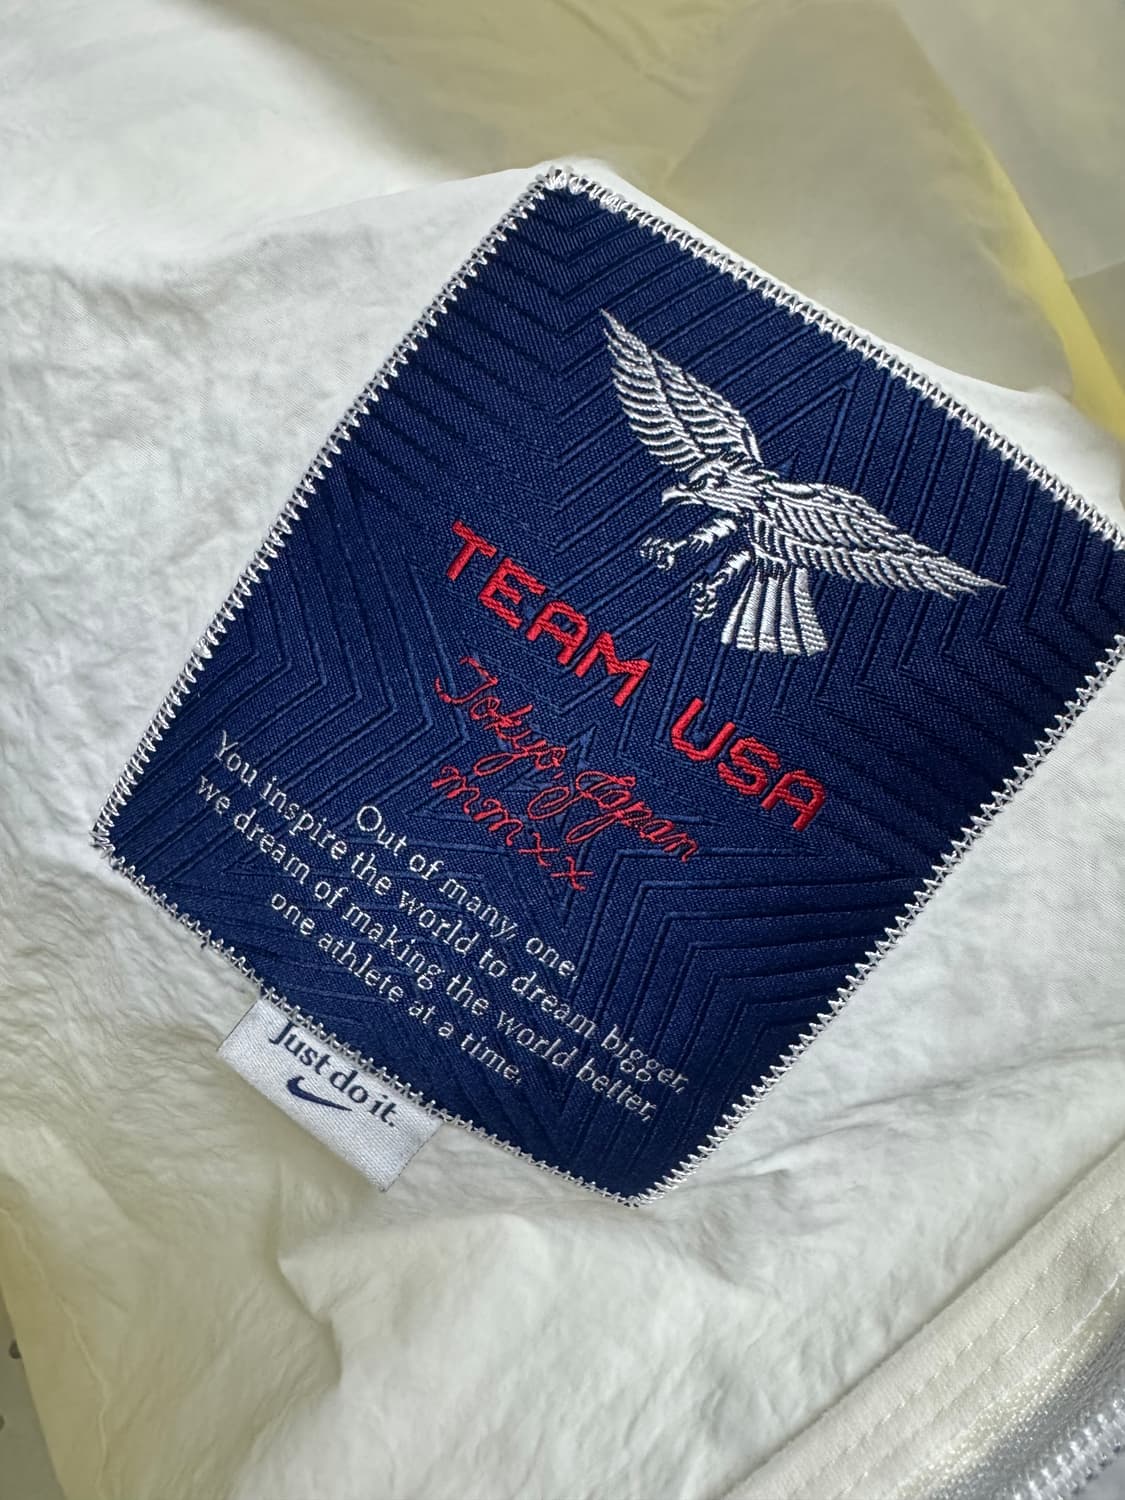 TEAM USA
Tokyo, Japan
MMXX
Out of many, one.
You inspire the world to dream bigger,
we dream of making the world better,
one athlete at a time.
Just do it.